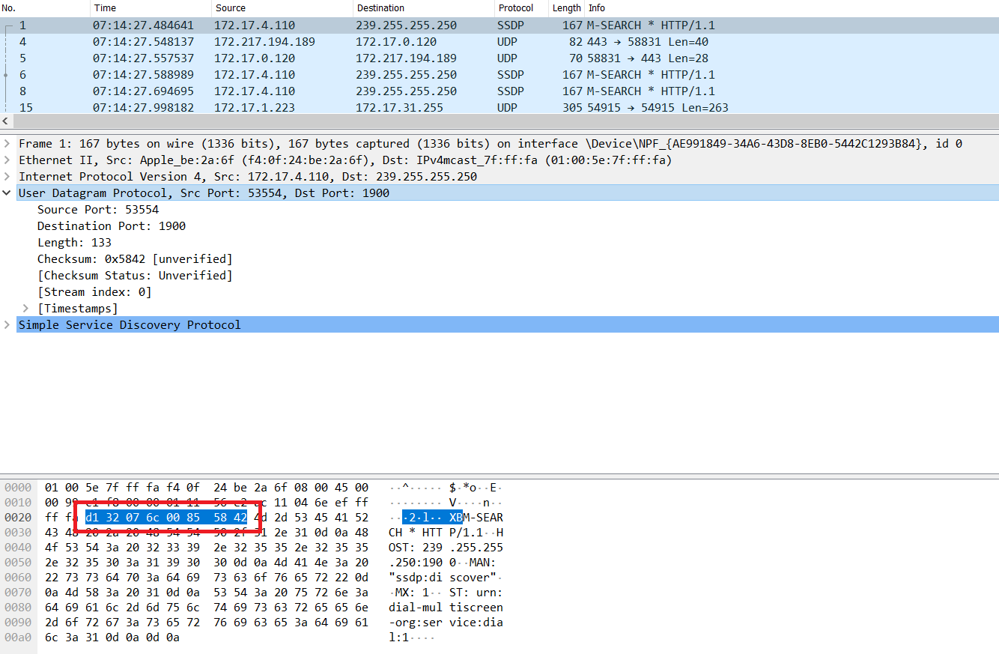 No. Time Source Destination Protocol Length Info
1 07:14:27.484641 172.17.4.110 239.255.255.250 SSDP 167 M-SEARCH * HTTP/1.1
4 07:14:27.548137 172.217.194.189 172.17.0.120 UDP 82 443 → 58831 Len=40
5 07:14:27.557537 172.17.0.120 172.217.194.189 UDP 70 58831 → 443 Len=28
6 07:14:27.588989 172.17.4.110 239.255.255.250 SSDP 167 M-SEARCH * HTTP/1.1
8 07:14:27.694695 172.17.4.110 239.255.255.250 SSDP 167 M-SEARCH * HTTP/1.1
15 07:14:27.998182 172.17.1.223 172.17.31.255 UDP 305 54915 → 54915 Len=263
Frame 1: 167 bytes on wire (1336 bits), 167 bytes captured (1336 bits) on interface \Device\NPF_{AE991849-34A6-43D8-8EB0-5442C1293B84}, id 0
Ethernet II, Src: Apple_be:2a:6f (f4:0f:24:be:2a:6f), Dst: IPv4mcast_7f:ff:fa (01:00:5e:7f:ff:fa)
Internet Protocol Version 4, Src: 172.17.4.110, Dst: 239.255.255.250
User Datagram Protocol, Src Port: 53554, Dst Port: 1900
Source Port: 53554
Destination Port: 1900
Length: 133
Checksum: 0x5842 [unverified]
[Checksum Status: Unverified]
[Stream index: 0]
[Timestamps]
Simple Service Discovery Protocol
0000 01 00 5e 7f ff fa f4 0f 24 be 2a 6f 08 00 45 00 ··^····· $·*o··E·
0010 00 99 c1 f8 00 00 01 11 56 e2 ac 11 04 6e ef ff ········ V····n··
0020 ff fa d1 32 07 6c 00 85 58 42 4d 2d 53 45 41 52 ···2·l·· XBM-SEAR
0030 43 48 20 2a 20 48 54 54 50 2f 31 2e 31 0d 0a 48 CH * HTT P/1.1··H
0040 4f 53 54 3a 20 32 33 39 2e 32 35 35 2e 32 35 35 OST: 239 .255.255
0050 2e 32 35 30 3a 31 39 30 30 0d 0a 4d 41 4e 3a 20 .250:190 0··MAN:
0060 22 73 73 64 70 3a 64 69 73 63 6f 76 65 72 22 0d "ssdp:di scover"·
0070 0a 4d 58 3a 20 31 0d 0a 53 54 3a 20 75 72 6e 3a ·MX: 1·· ST: urn:
0080 64 69 61 6c 2d 6d 75 6c 74 69 73 63 72 65 65 6e dial-mul tiscreen
0090 2d 6f 72 67 3a 73 65 72 76 69 63 65 3a 64 69 61 -org:ser vice:dia
00a0 6c 3a 31 0d 0a 0d 0a l:1····